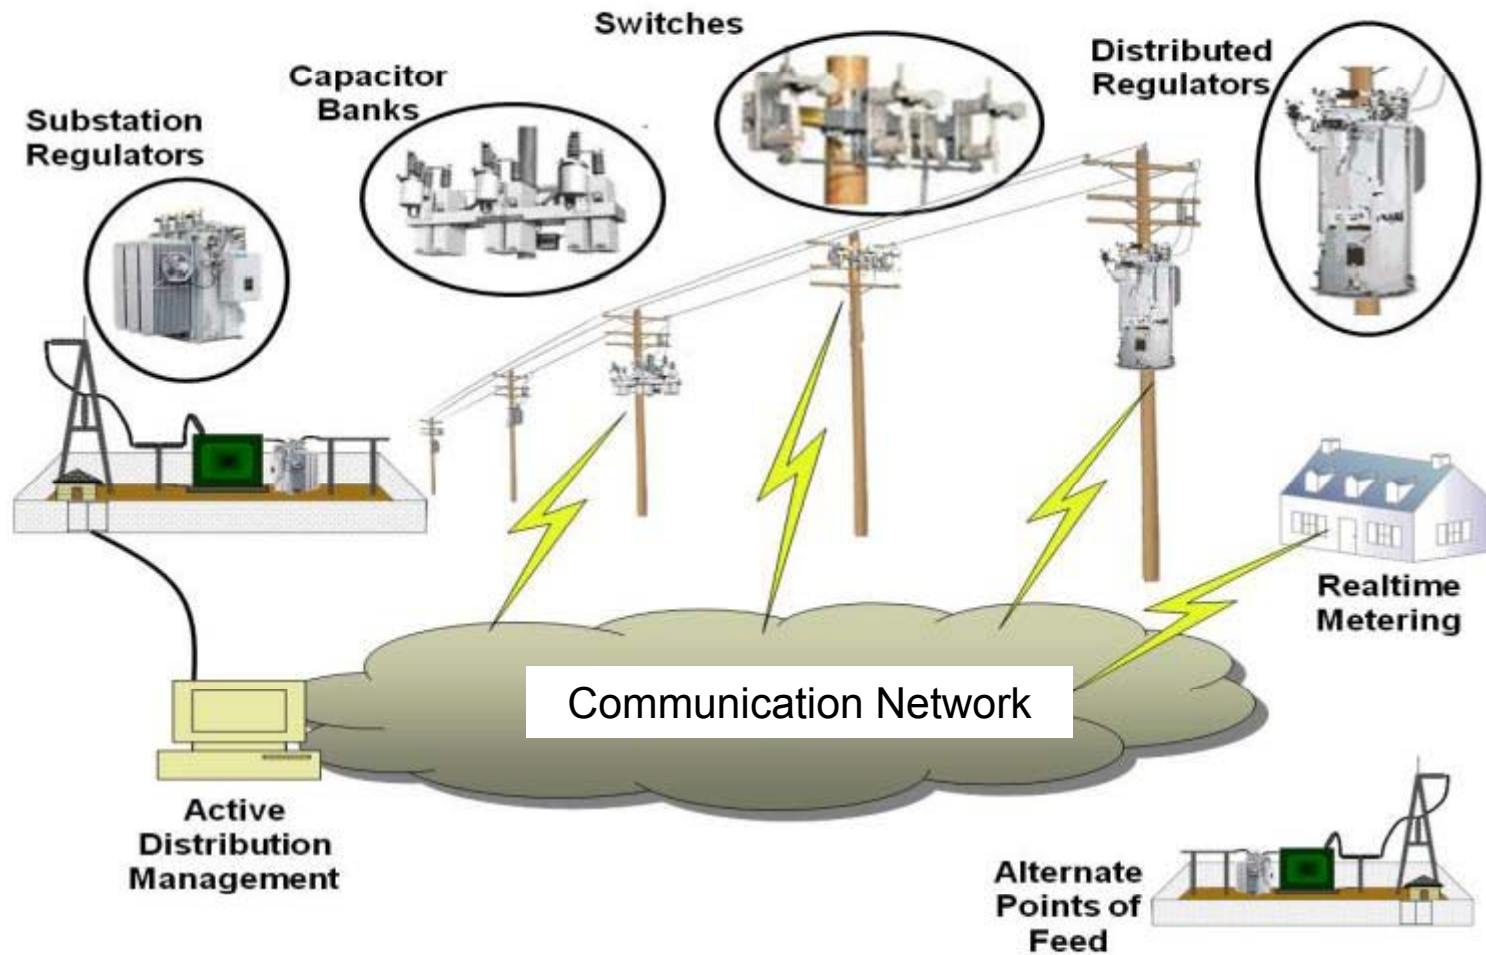 Switches
Distributed
Regulators
Capacitor
Banks
Substation
Regulators
Realtime
Metering
Communication Network
Active
Distribution
Management
Alternate
Points of
Feed